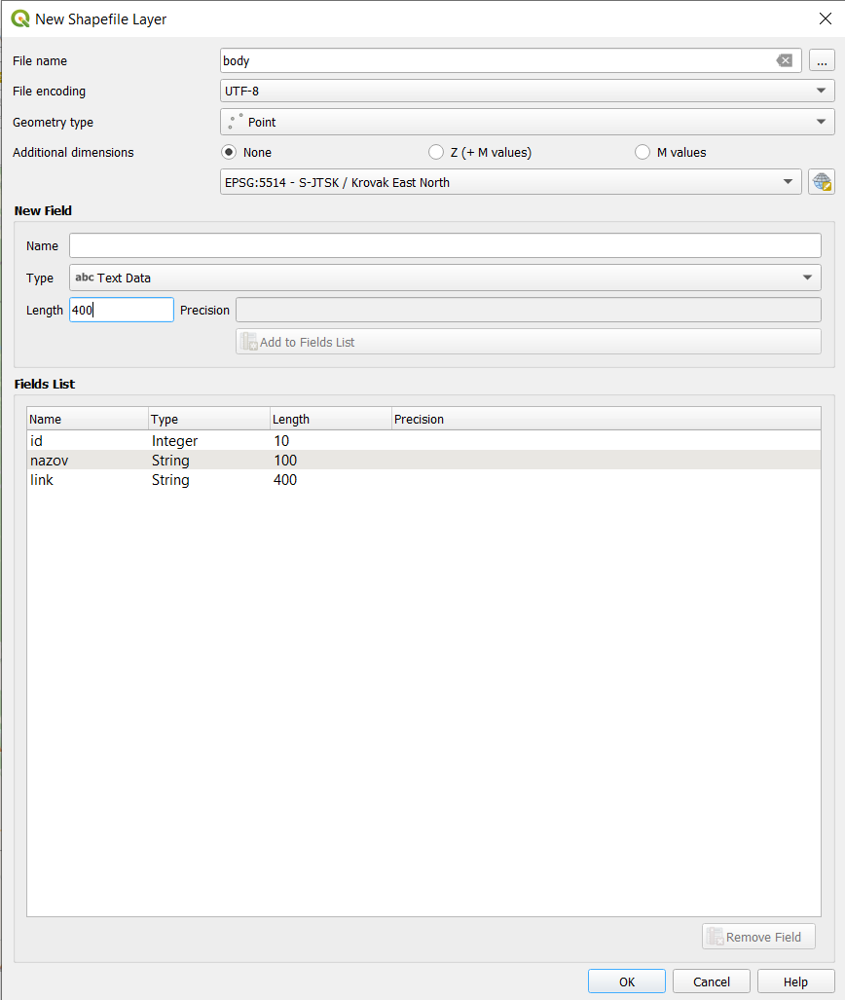 New Shapefile Layer
File name body ...
File encoding UTF-8
Geometry type Point
Additional dimensions None Z (+ M values) M values
EPSG:5514 - S-JTSK / Krovak East North
New Field
Name
Type abc Text Data
Length 400 Precision
Add to Fields List
Fields List
Name Type Length Precision
id Integer 10
nazov String 100
link String 400
Remove Field
OK Cancel Help